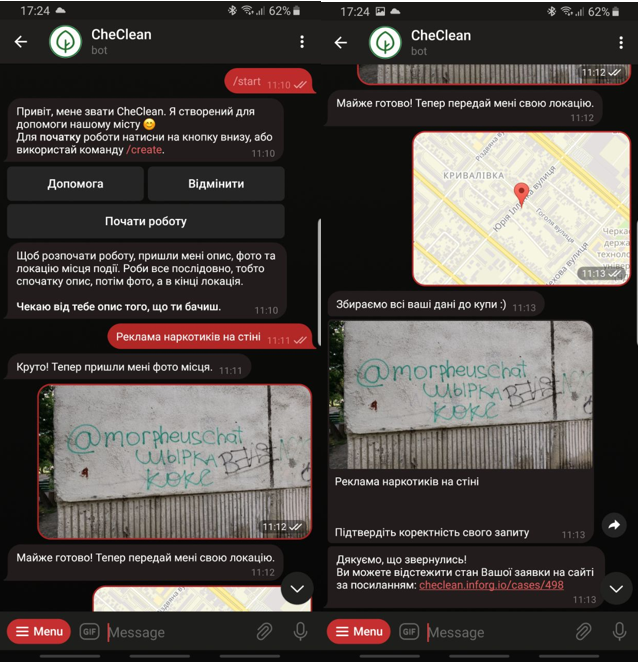 17:24
62%
CheClean
bot
/start 11:10
Привіт, мене звати CheClean. Я створений для
допомоги нашому місту 😊
Для початку роботи натисни на кнопку внизу, або
використай команду /create.
11:10
Допомога
Відмінити
Почати роботу
Щоб розпочати роботу, пришли мені опис, фото та
локацію місця події. Роби все послідовно, тобто
спочатку опис, потім фото, а в кінці локація.
Чекаю від тебе опис того, що ти бачиш.
11:10
Реклама наркотиків на стіні 11:11
Круто! Тепер пришли мені фото місця. 11:11
@morpheuschat
ШЫРКА
КОКС
11:12
Майже готово! Тепер передай мені свою локацію.
11:12
Menu
GIF
Message
17:24
62%
CheClean
bot
11:12
Майже готово! Тепер передай мені свою локацію.
11:12
КРИВАЛІВКА
Різдвяна
Юрія Іллєнка вулиця
Гоголя вулиця
11:13
Збираємо всі ваші дані до купи :) 11:13
@morpheuschat
ШЫРКА
КОКС
Реклама наркотиків на стіні
Підтвердіть коректність свого запиту 11:13
Дякуємо, що звернулись!
Ви можете відстежити стан Вашої заявки на сайті
за посиланням: checlean.inforg.io/cases/498
11:13
Menu
GIF
Message